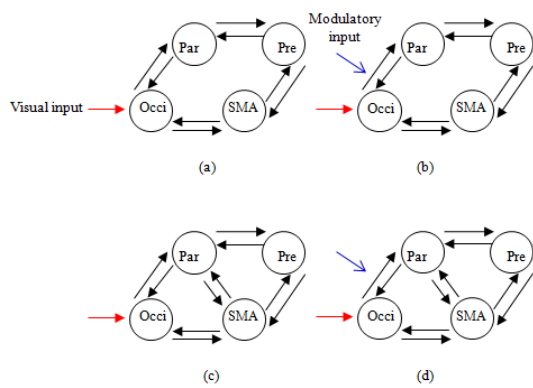 Modulatory
input
Par
Pre
Par
Pre
Visual input
Occi
SMA
Occi
SMA
(a)
(b)
Par
Pre
Par
Pre
Occi
SMA
Occi
SMA
(c)
(d)